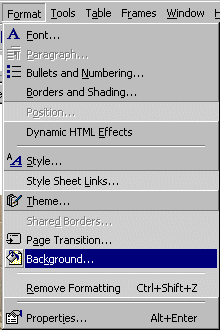 Format Tools Table Frames Window H
Font...
Paragraph...
Bullets and Numbering...
Borders and Shading...
Position...
Dynamic HTML Effects
Style...
Style Sheet Links...
Theme...
Shared Borders...
Page Transition...
Background...
Remove Formatting Ctrl+Shift+Z
Properties... Alt+Enter